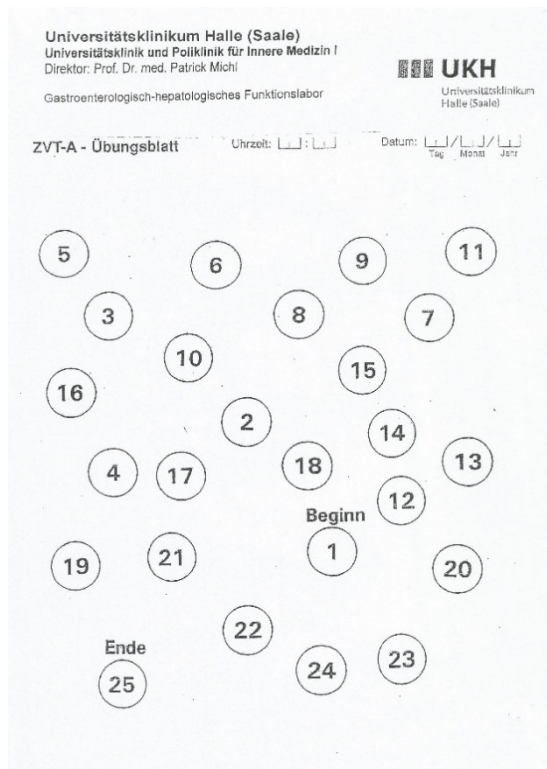 Universitätsklinikum Halle (Saale)
Universitätsklinik und Poliklinik für Innere Medizin I
Direktor: Prof. Dr. med. Patrick Michl
Gastroenterologisch-hepatologisches Funktionslabor
UKH
Universitätsklinikum
Halle (Saale)
ZVT-A - Übungsblatt
Uhrzeit: :
Datum: / /
Tag Monat Jahr
5
6
9
11
3
8
7
10
15
16
2
14
4
17
18
13
12
Beginn
1
19
21
20
22
23
24
Ende
25